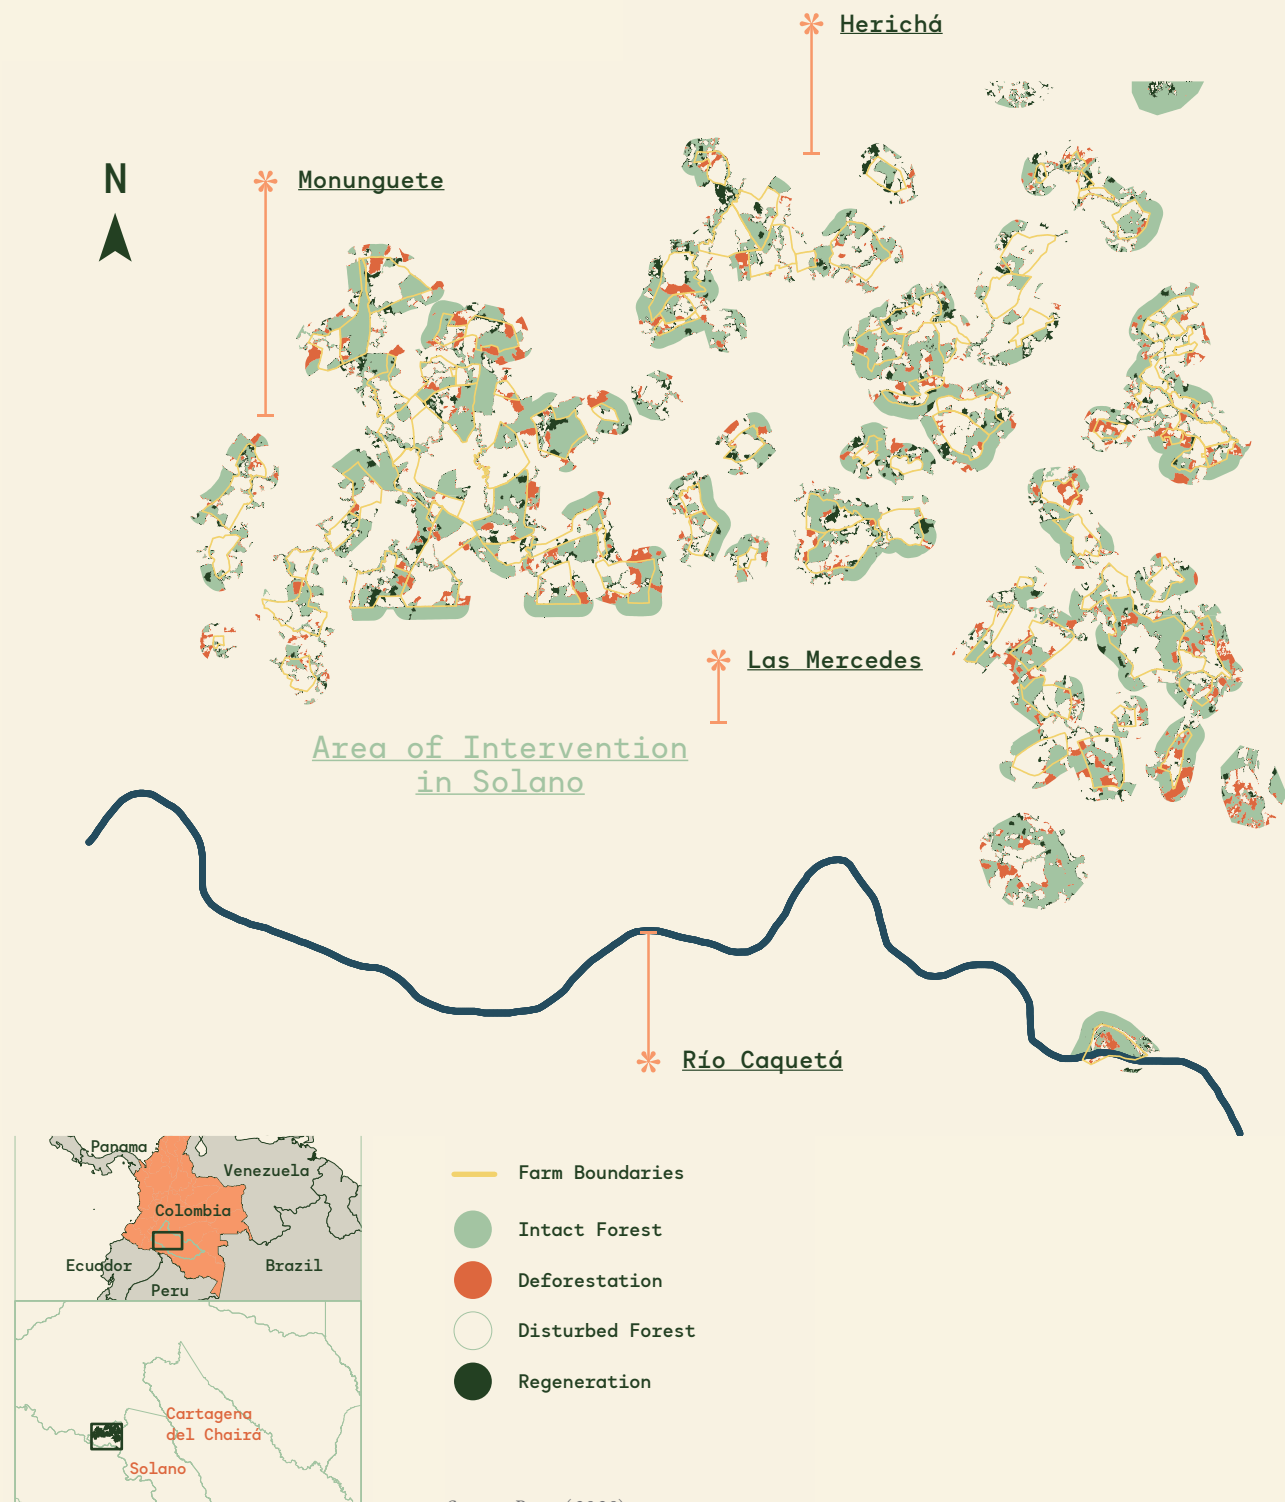 Herichá
N
Monunguete
Las Mercedes
Area of Intervention
in Solano
Río Caquetá
Panama
Venezuela
Colombia
Ecuador
Brazil
Peru
Farm Boundaries
Intact Forest
Deforestation
Disturbed Forest
Regeneration
Cartagena
del Chairá
Solano